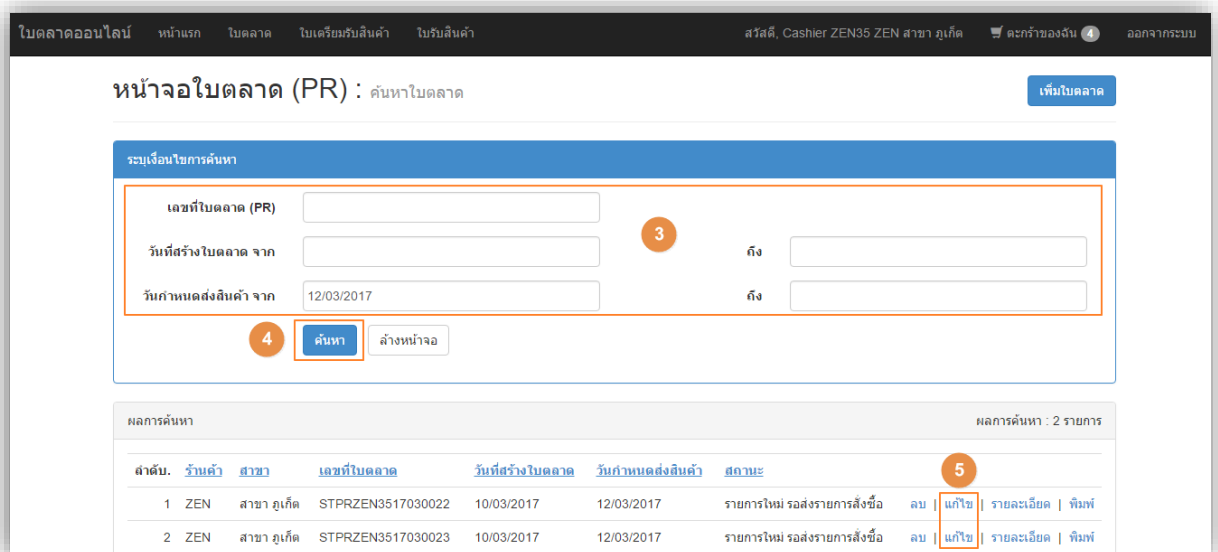 ใบตลาดออนไลน์ หน้าแรก ใบตลาด ใบเตรียมรับสินค้า ใบรับสินค้า สวัสดี, Cashier ZEN35 ZEN สาขา ภูเก็ต ตะกร้าของฉัน 4 ออกจากระบบ
หน้าจอใบตลาด (PR) : ค้นหาใบตลาด เพิ่มใบตลาด
ระบุเงื่อนไขการค้นหา
เลขที่ใบตลาด (PR)
3
วันที่สร้างใบตลาด จาก ถึง
วันกำหนดส่งสินค้า จาก 12/03/2017 ถึง
4 ค้นหา ล้างหน้าจอ
ผลการค้นหา ผลการค้นหา : 2 รายการ
ลำดับ. ร้านค้า สาขา เลขที่ใบตลาด วันที่สร้างใบตลาด วันกำหนดส่งสินค้า สถานะ 5
1 ZEN สาขา ภูเก็ต STPRZEN3517030022 10/03/2017 12/03/2017 รายการใหม่ รอส่งรายการสั่งซื้อ ลบ | แก้ไข | รายละเอียด | พิมพ์
2 ZEN สาขา ภูเก็ต STPRZEN3517030023 10/03/2017 12/03/2017 รายการใหม่ รอส่งรายการสั่งซื้อ ลบ | แก้ไข | รายละเอียด | พิมพ์